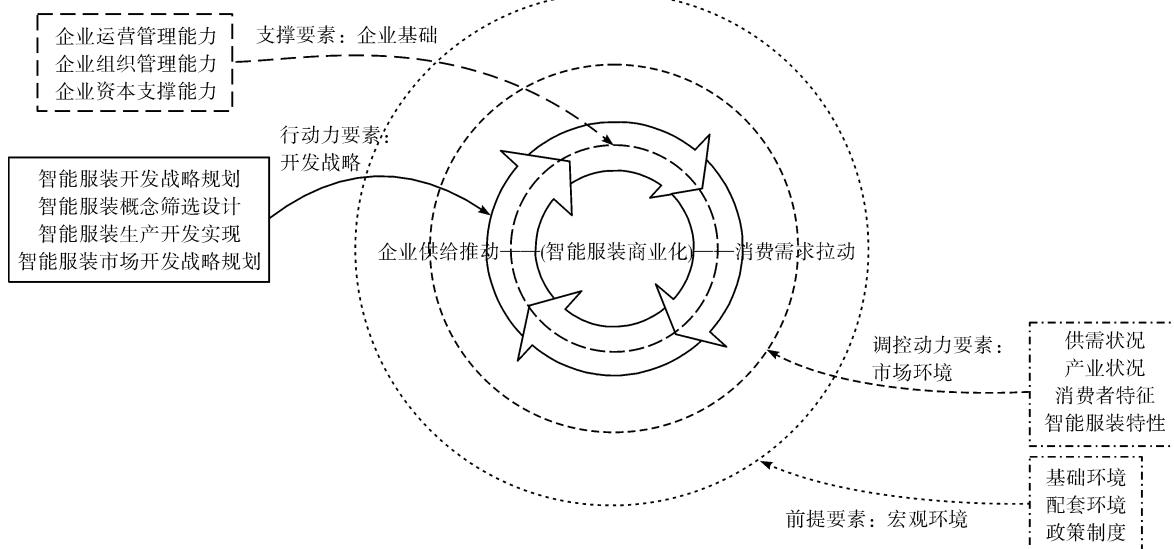 企业运营管理能力
企业组织管理能力
企业资本支撑能力
支撑要素：企业基础
行动力要素：
开发战略
智能服装开发战略规划
智能服装概念筛选设计
智能服装生产开发实现
智能服装市场开发战略规划
企业供给推动——(智能服装商业化)——消费需求拉动
调控动力要素：
市场环境
供需状况
产业状况
消费者特征
智能服装特性
前提要素：宏观环境
基础环境
配套环境
政策制度